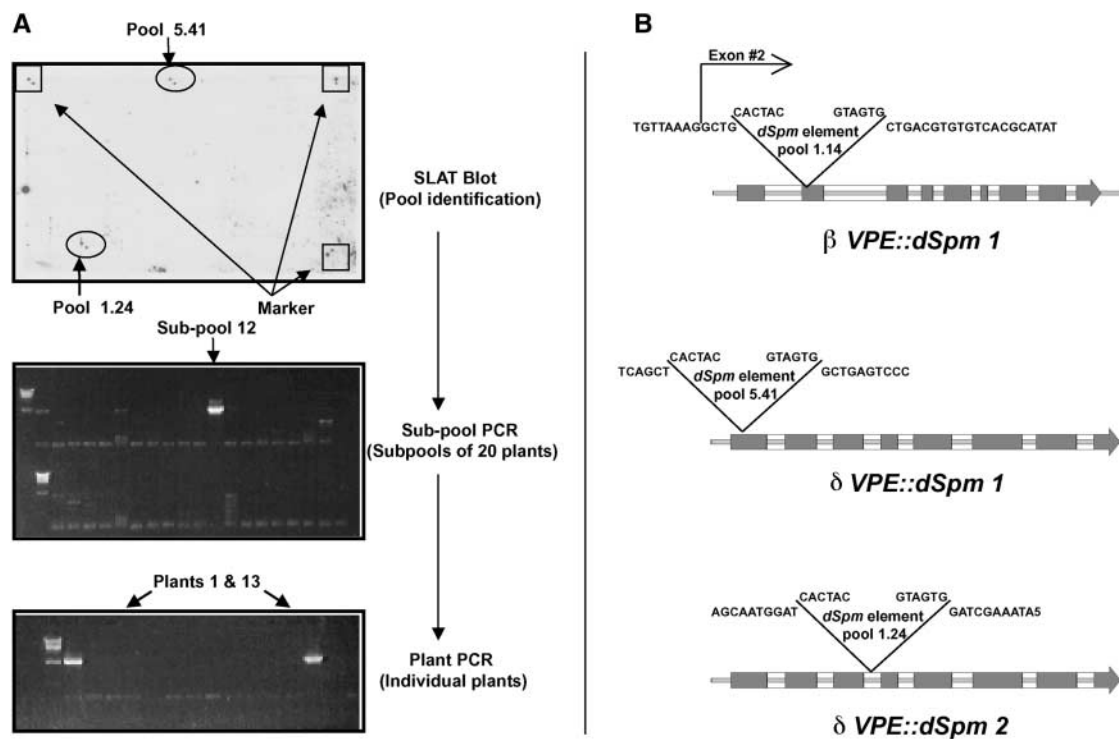 A
Pool 5.41
SLAT Blot
(Pool identification)
Pool 1.24
Marker
Sub-pool 12
Sub-pool PCR
(Subpools of 20 plants)
Plants 1 & 13
Plant PCR
(Individual plants)
B
Exon #2
CACTAC GTAGTG
TGTTAAAGGCTG dSpm element CTGACGTGTGTCACGCATAT
pool 1.14
β VPE::dSpm 1
CACTAC GTAGTG
TCAGCT dSpm element GCTGAGTCCC
pool 5.41
δ VPE::dSpm 1
CACTAC GTAGTG
AGCAATGGAT dSpm element GATCGAAATA5
pool 1.24
δ VPE::dSpm 2